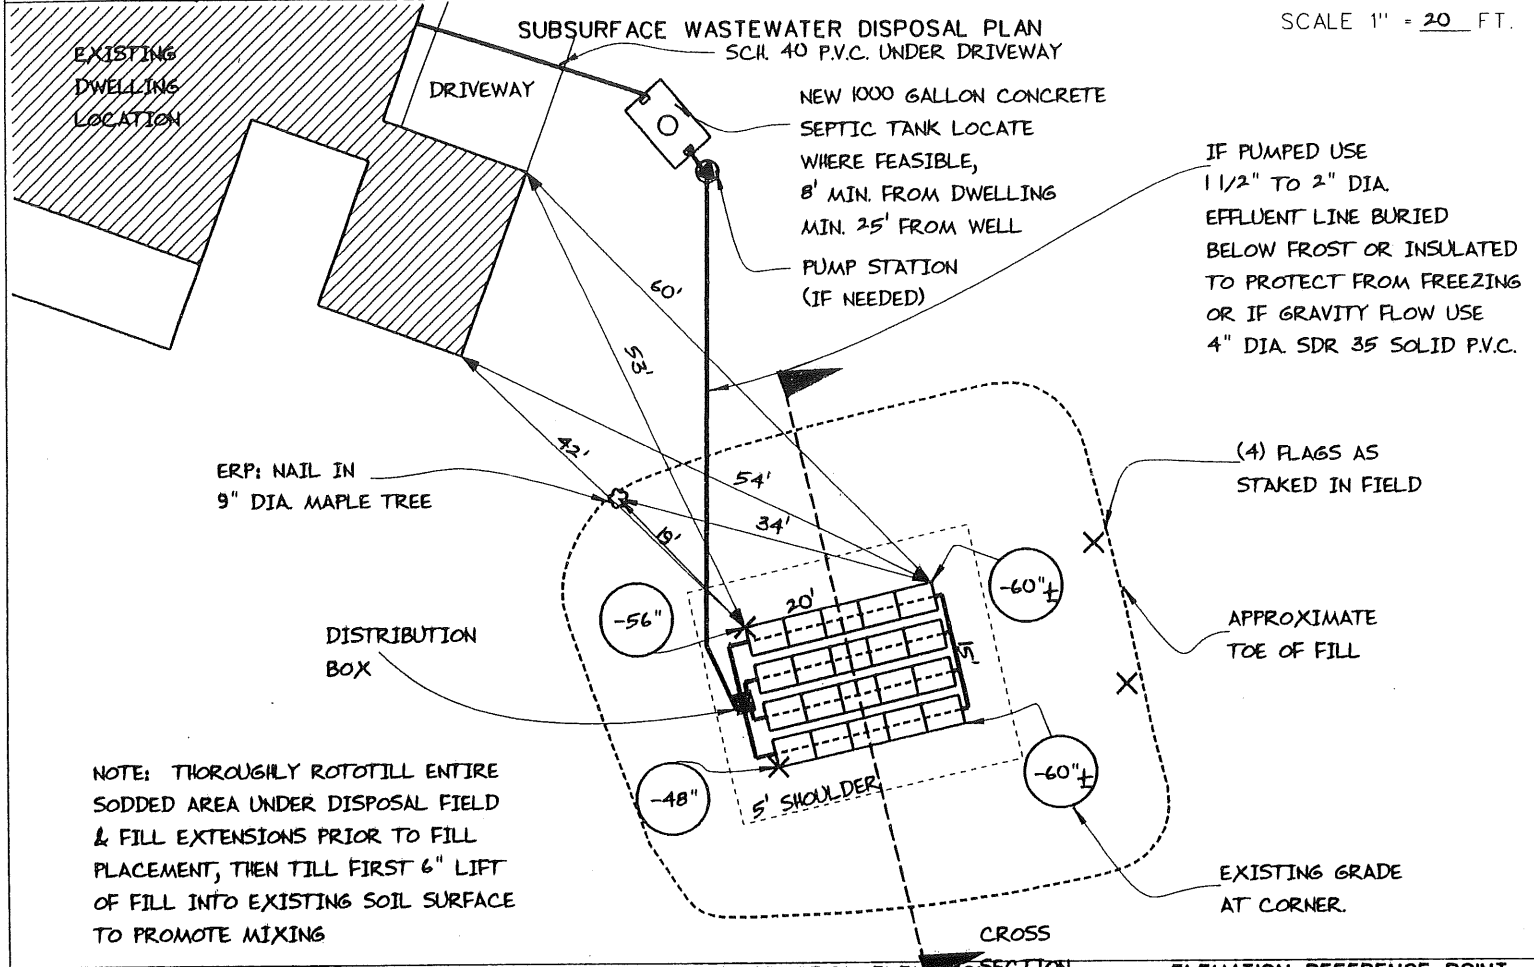 SUBSURFACE WASTEWATER DISPOSAL PLAN
SCALE 1" = 20 FT.
EXISTING
DWELLING
LOCATION
DRIVEWAY
SCH. 40 P.V.C. UNDER DRIVEWAY
NEW 1000 GALLON CONCRETE
SEPTIC TANK LOCATE
WHERE FEASIBLE,
8' MIN. FROM DWELLING
MIN. 25' FROM WELL
PUMP STATION
(IF NEEDED)
IF PUMPED USE
1 1/2" TO 2" DIA.
EFFLUENT LINE BURIED
BELOW FROST OR INSULATED
TO PROTECT FROM FREEZING
OR IF GRAVITY FLOW USE
4" DIA. SDR 35 SOLID P.V.C.
60'
53'
42'
54'
34'
19'
ERP: NAIL IN
9" DIA. MAPLE TREE
(4) FLAGS AS
STAKED IN FIELD
-56"
20'
-60"±
15'
DISTRIBUTION
BOX
APPROXIMATE
TOE OF FILL
-48"
5' SHOULDER
-60"±
NOTE: THOROUGHLY ROTOTILL ENTIRE
SODDED AREA UNDER DISPOSAL FIELD
& FILL EXTENSIONS PRIOR TO FILL
PLACEMENT, THEN TILL FIRST 6" LIFT
OF FILL INTO EXISTING SOIL SURFACE
TO PROMOTE MIXING
EXISTING GRADE
AT CORNER.
CROSS
SECTION
ELEVATION REFERENCE POINT